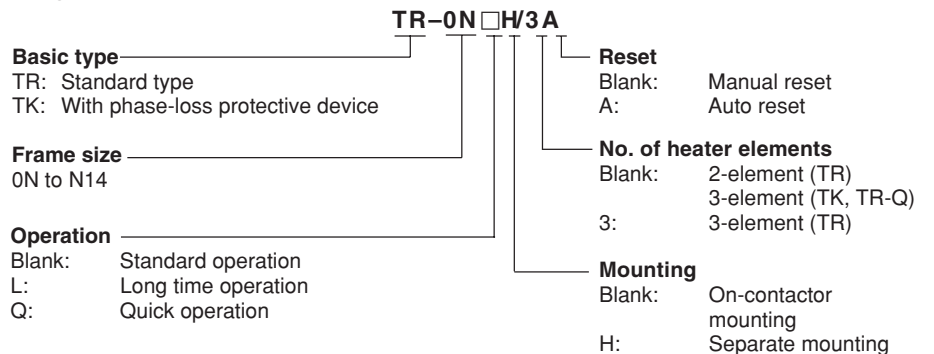 TR–0N□H/3A
Basic type
TR: Standard type
TK: With phase-loss protective device
Frame size
0N to N14
Operation
Blank: Standard operation
L: Long time operation
Q: Quick operation
Reset
Blank: Manual reset
A: Auto reset
No. of heater elements
Blank: 2-element (TR)
3-element (TK, TR-Q)
3: 3-element (TR)
Mounting
Blank: On-contactor
mounting
H: Separate mounting